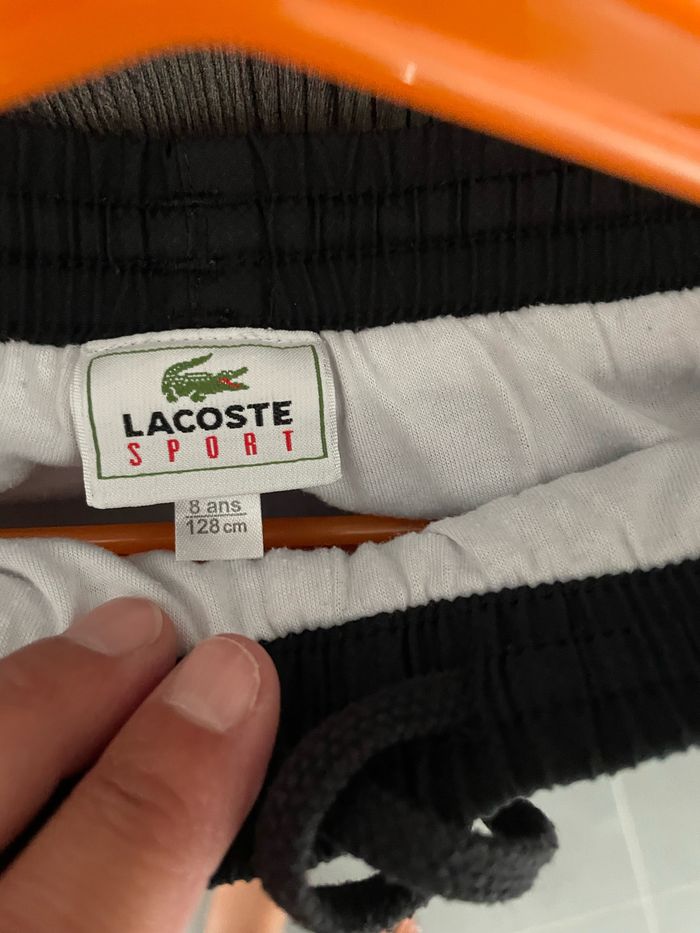 LACOSTE
SPORT
8 ans
128 cm